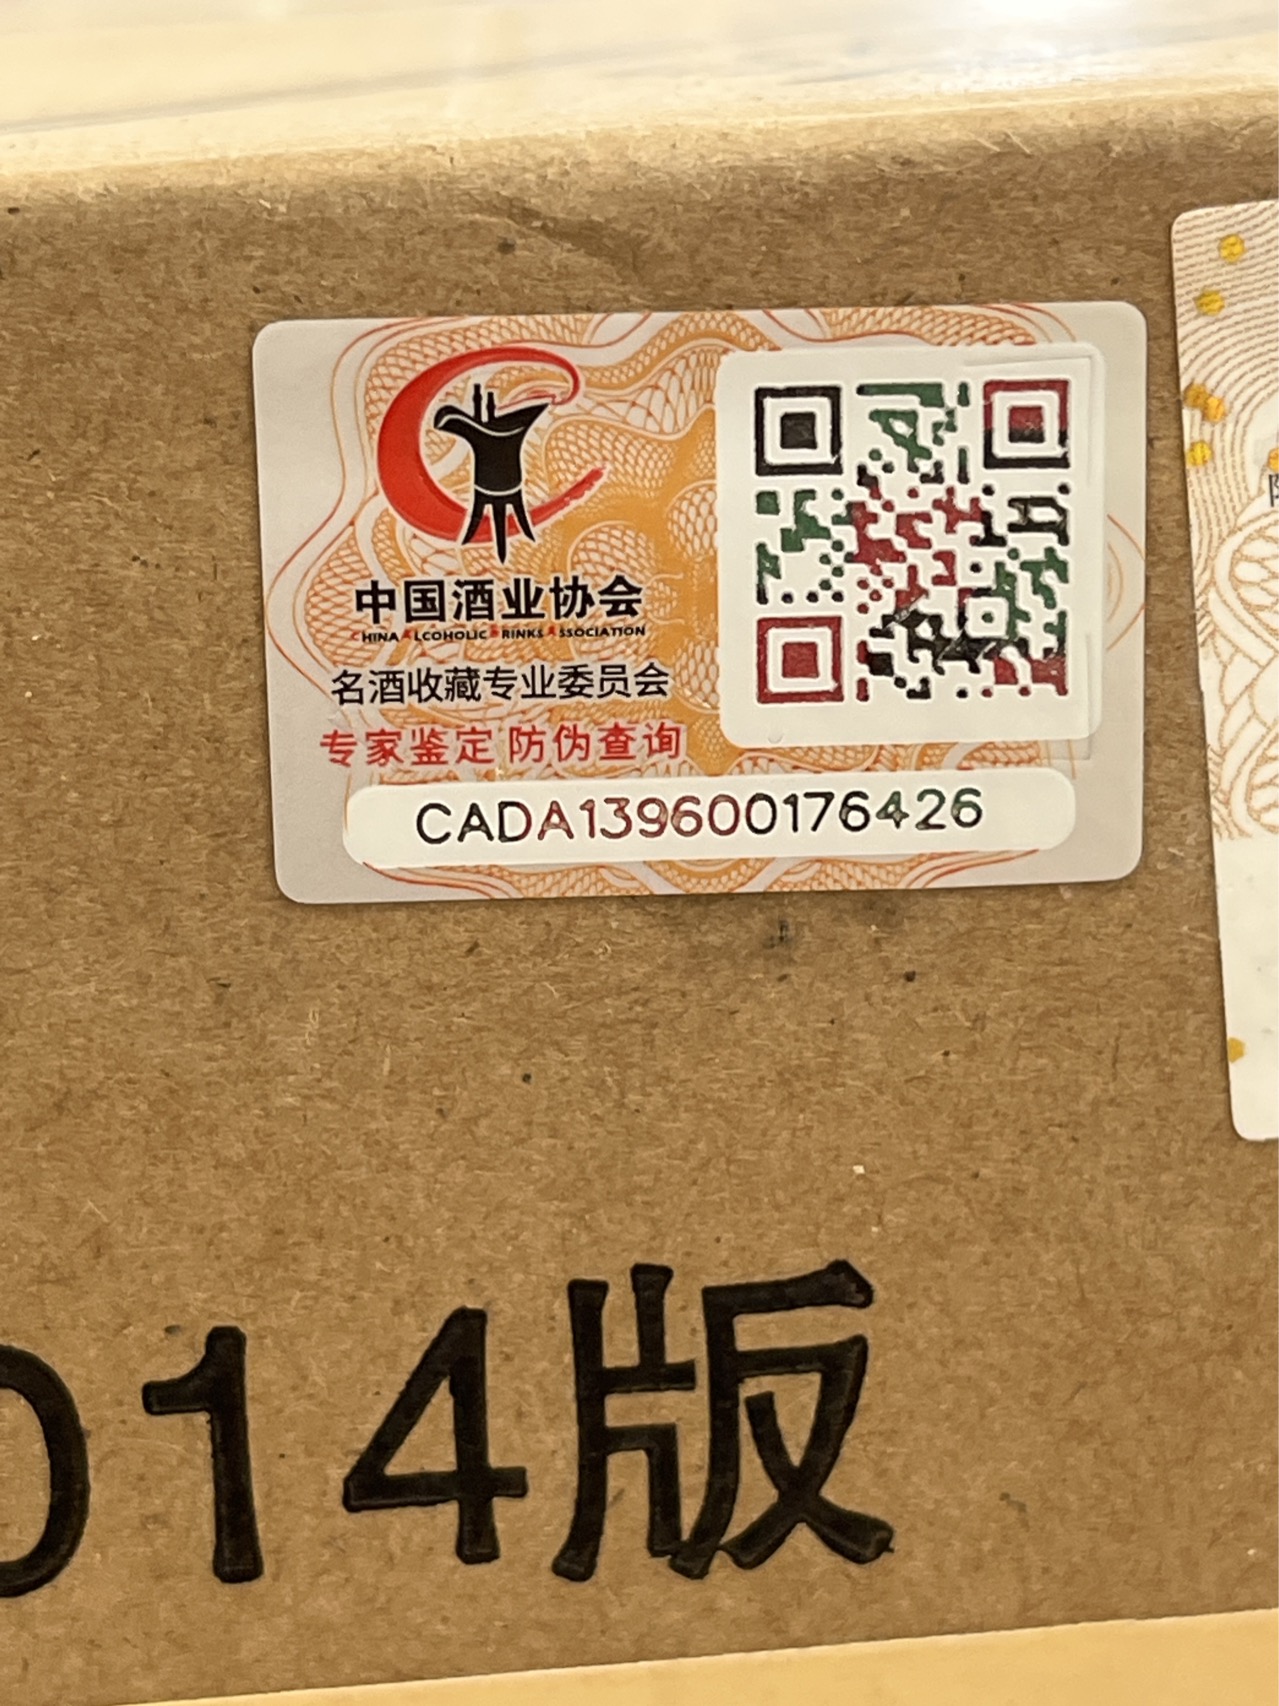 中国酒业协会
CHINA ALCOHOLIC DRINKS ASSOCIATION
名酒收藏专业委员会
专家鉴定 防伪查询
CADA139600176426
014版